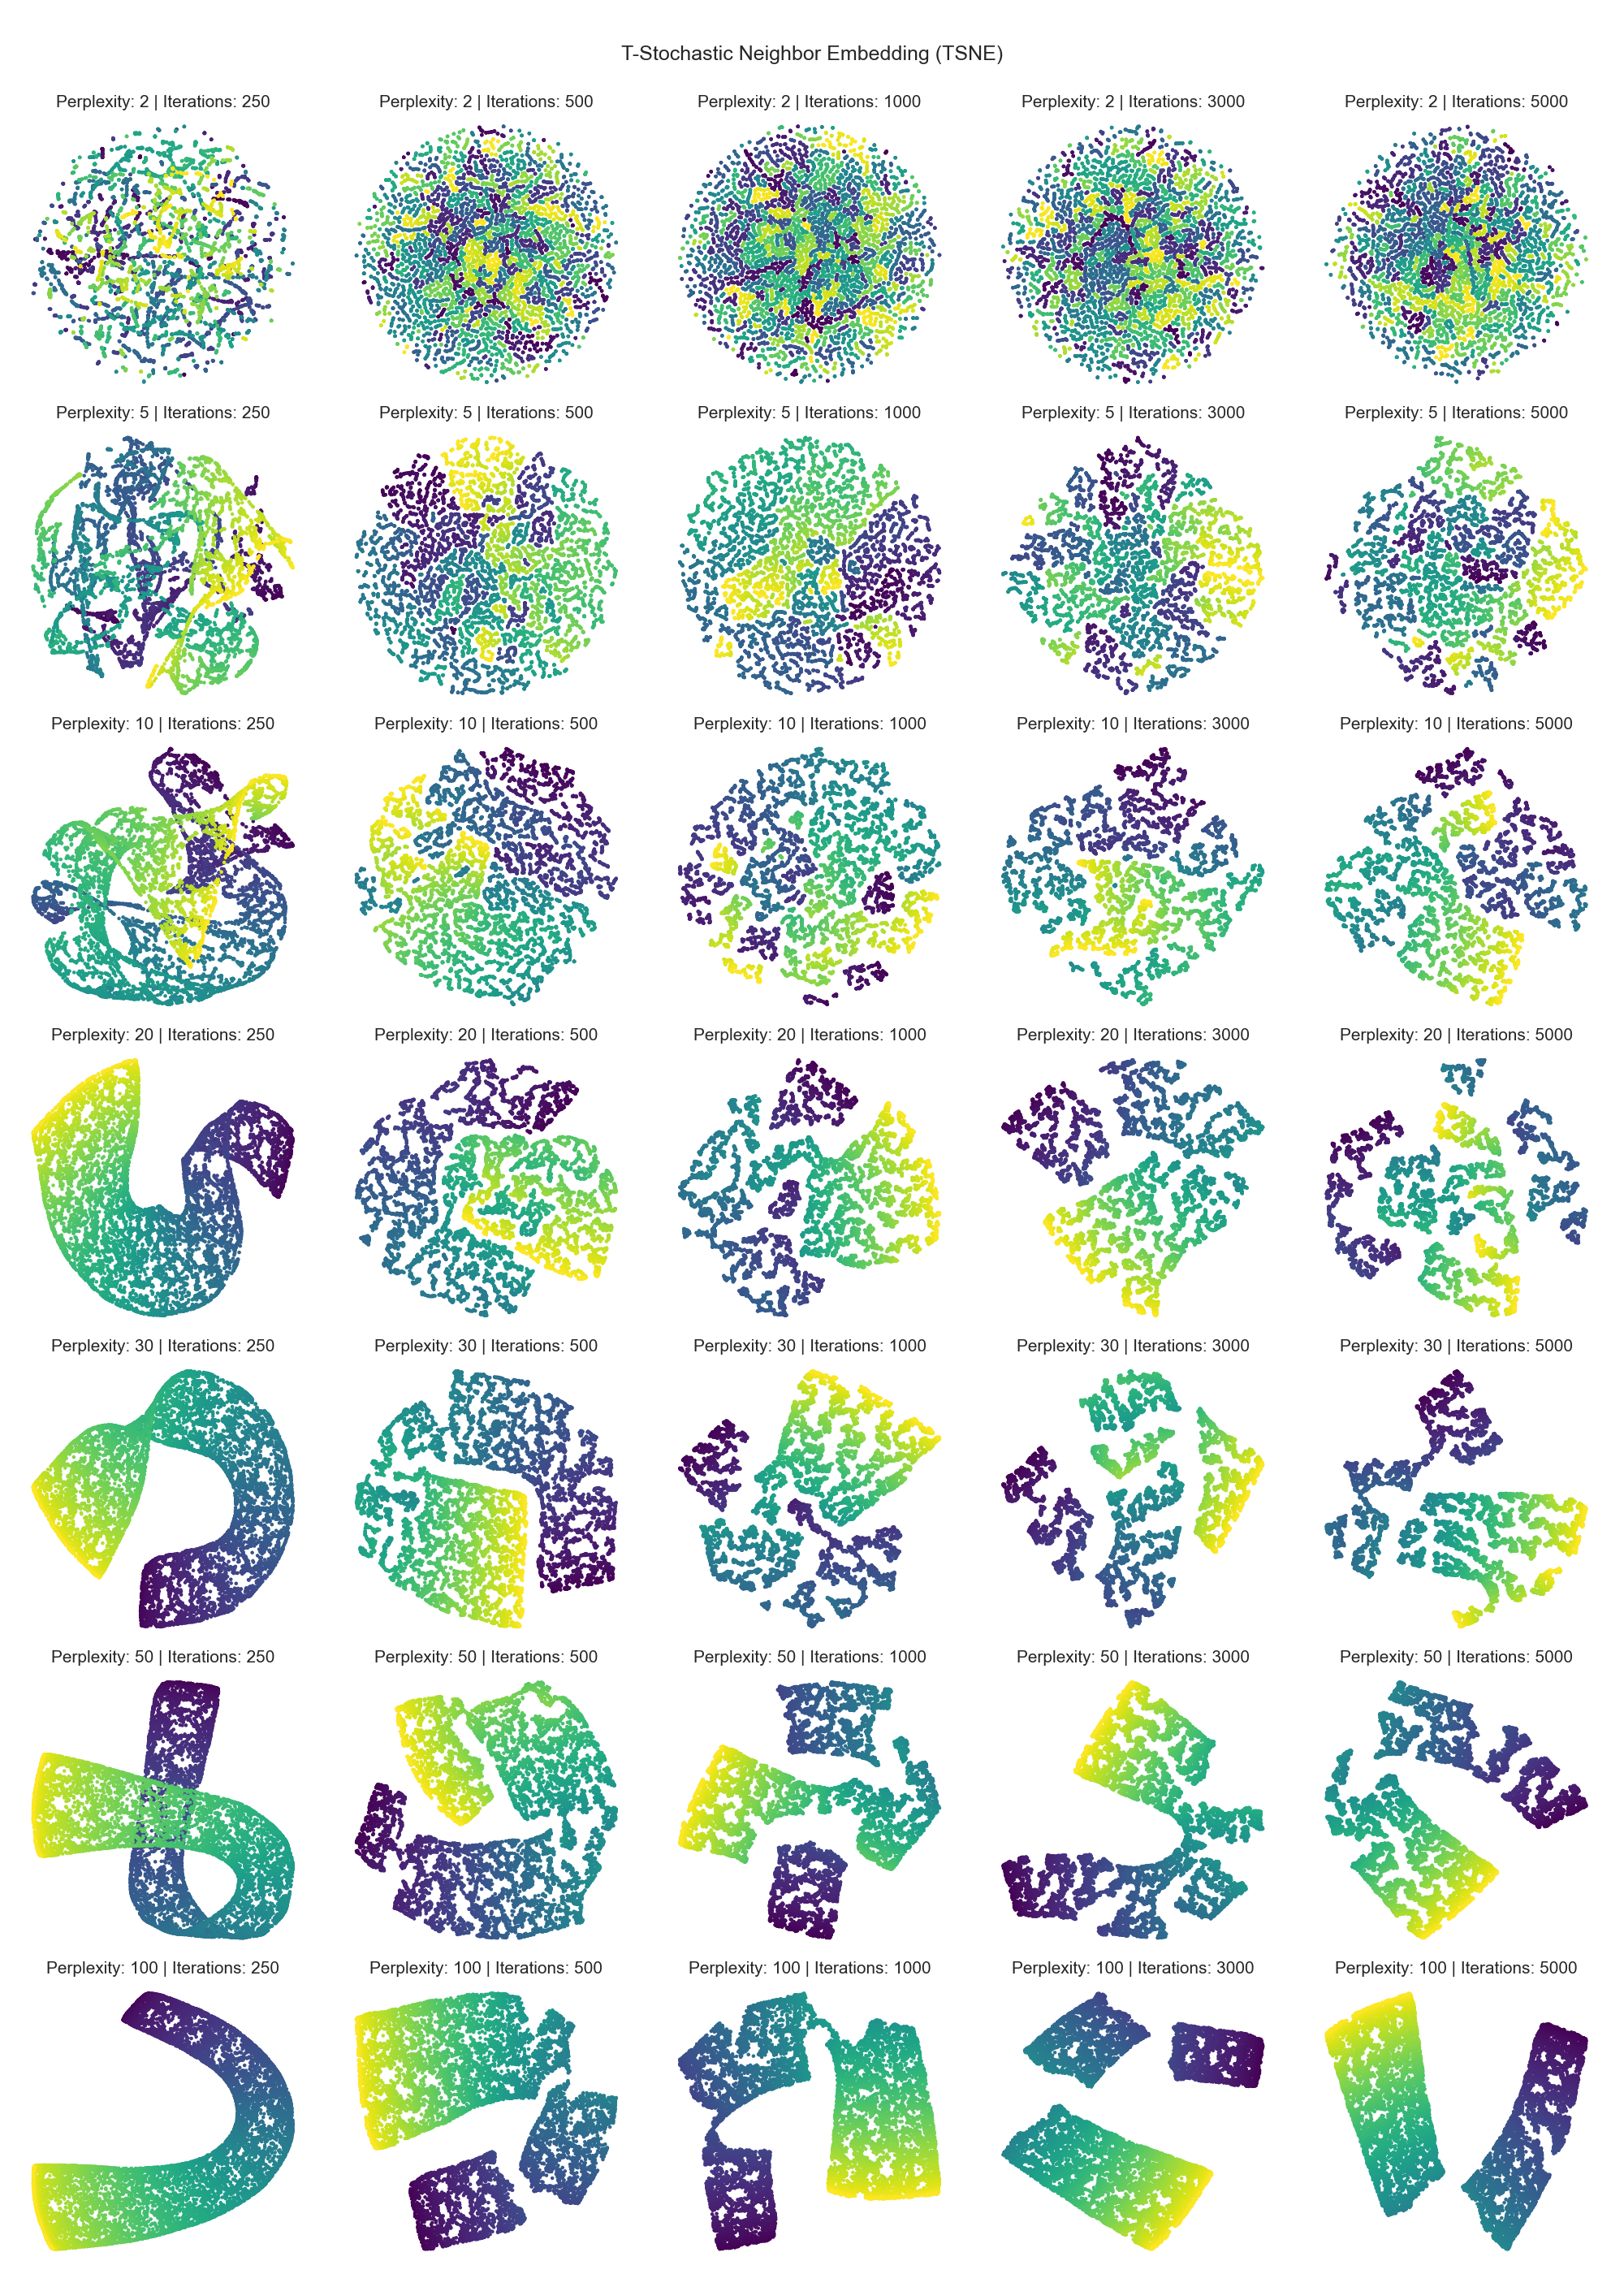 T-Stochastic Neighbor Embedding (TSNE)
Perplexity: 2 | Iterations: 250
Perplexity: 2 | Iterations: 500
Perplexity: 2 | Iterations: 1000
Perplexity: 2 | Iterations: 3000
Perplexity: 2 | Iterations: 5000
Perplexity: 5 | Iterations: 250
Perplexity: 5 | Iterations: 500
Perplexity: 5 | Iterations: 1000
Perplexity: 5 | Iterations: 3000
Perplexity: 5 | Iterations: 5000
Perplexity: 10 | Iterations: 250
Perplexity: 10 | Iterations: 500
Perplexity: 10 | Iterations: 1000
Perplexity: 10 | Iterations: 3000
Perplexity: 10 | Iterations: 5000
Perplexity: 20 | Iterations: 250
Perplexity: 20 | Iterations: 500
Perplexity: 20 | Iterations: 1000
Perplexity: 20 | Iterations: 3000
Perplexity: 20 | Iterations: 5000
Perplexity: 30 | Iterations: 250
Perplexity: 30 | Iterations: 500
Perplexity: 30 | Iterations: 1000
Perplexity: 30 | Iterations: 3000
Perplexity: 30 | Iterations: 5000
Perplexity: 50 | Iterations: 250
Perplexity: 50 | Iterations: 500
Perplexity: 50 | Iterations: 1000
Perplexity: 50 | Iterations: 3000
Perplexity: 50 | Iterations: 5000
Perplexity: 100 | Iterations: 250
Perplexity: 100 | Iterations: 500
Perplexity: 100 | Iterations: 1000
Perplexity: 100 | Iterations: 3000
Perplexity: 100 | Iterations: 5000